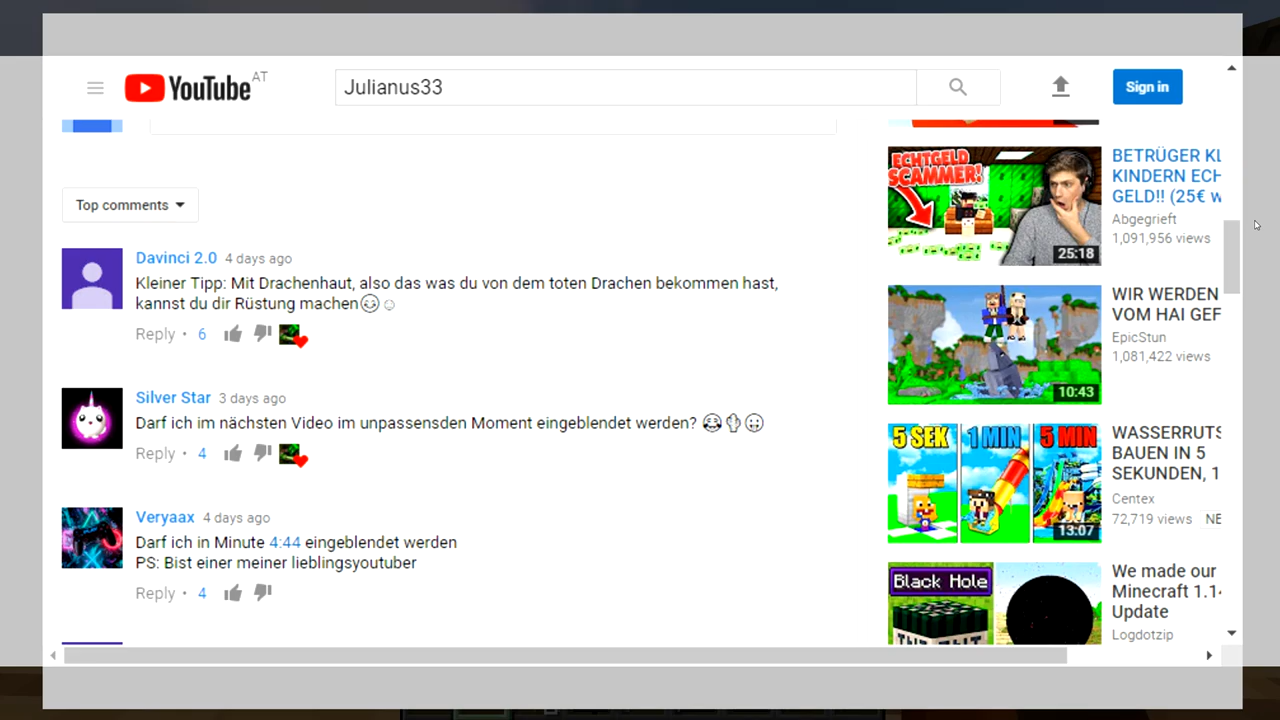 YouTube AT
Julianus33
Sign in
Top comments
Davinci 2.0 4 days ago
Kleiner Tipp: Mit Drachenhaut, also das was du von dem toten Drachen bekommen hast,
kannst du dir Rüstung machen
Reply • 6
Silver Star 3 days ago
Darf ich im nächsten Video im unpassensden Moment eingeblendet werden?
Reply • 4
Veryaax 4 days ago
Darf ich in Minute 4:44 eingeblendet werden
PS: Bist einer meiner lieblingsyoutuber
Reply • 4
ECHTGELD
SCAMMER!
25:18
BETRÜGER KL
KINDERN ECH
GELD!! (25€ w
Abgegrieft
1,091,956 views
10:43
WIR WERDEN
VOM HAI GEF
EpicStun
1,081,422 views
5 SEK 1 MIN 5 MIN
13:07
WASSERRUTS
BAUEN IN 5
SEKUNDEN, 1
Centex
72,719 views NE
Black Hole
We made our
Minecraft 1.14
Update
Logdotzip